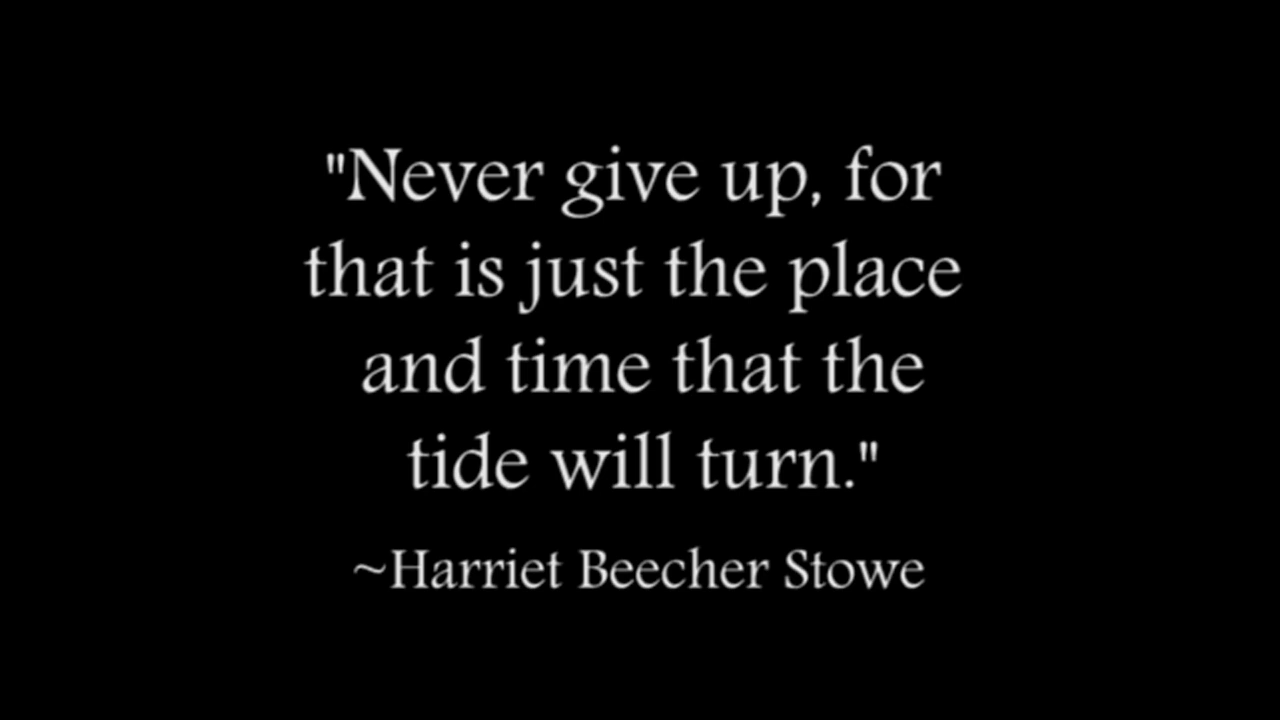 "Never give up, for
that is just the place
and time that the
tide will turn."
~Harriet Beecher Stowe